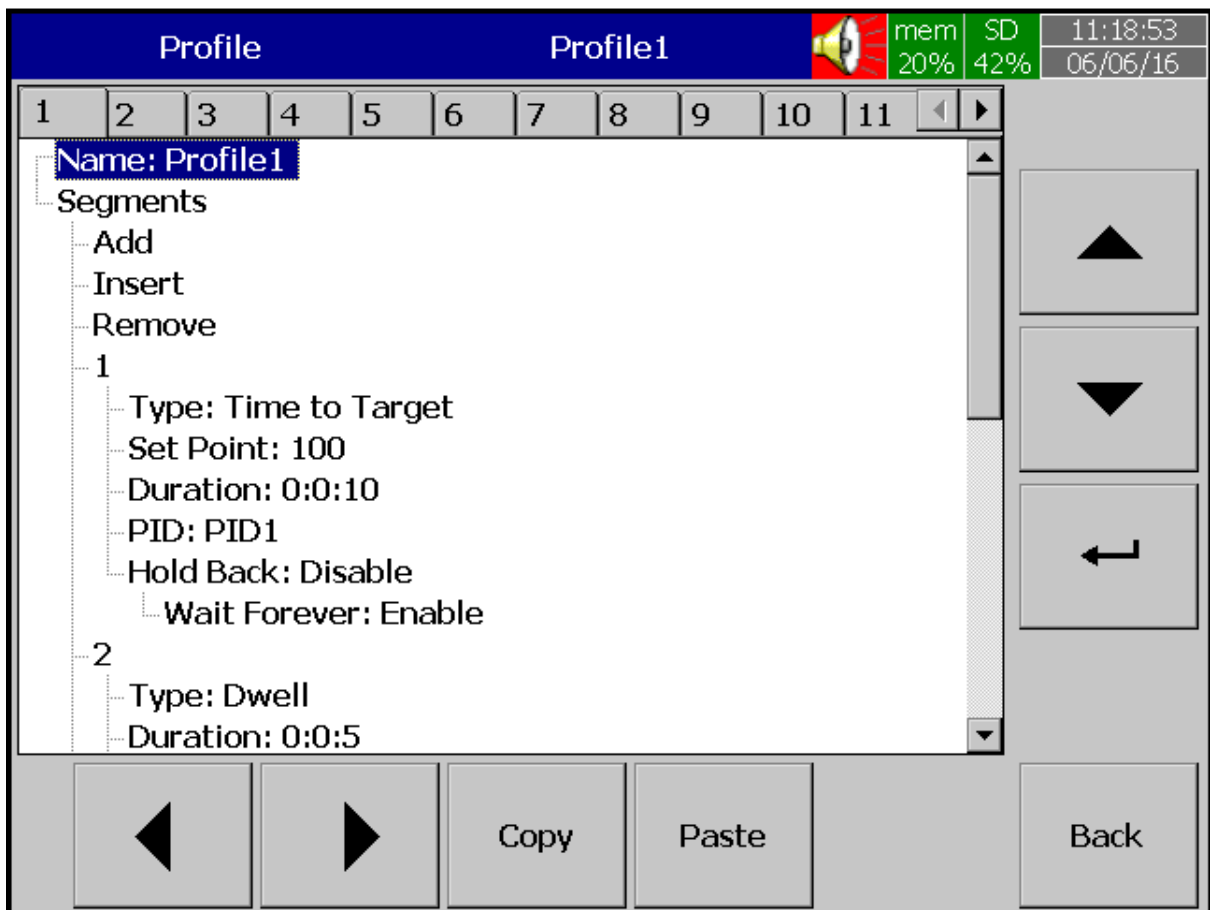 Profile Profile1 mem SD 11:18:53
20% 42% 06/06/16
1 2 3 4 5 6 7 8 9 10 11
Name: Profile1
Segments
Add
Insert
Remove
1
Type: Time to Target
Set Point: 100
Duration: 0:0:10
PID: PID1
Hold Back: Disable
Wait Forever: Enable
2
Type: Dwell
Duration: 0:0:5
Copy Paste Back